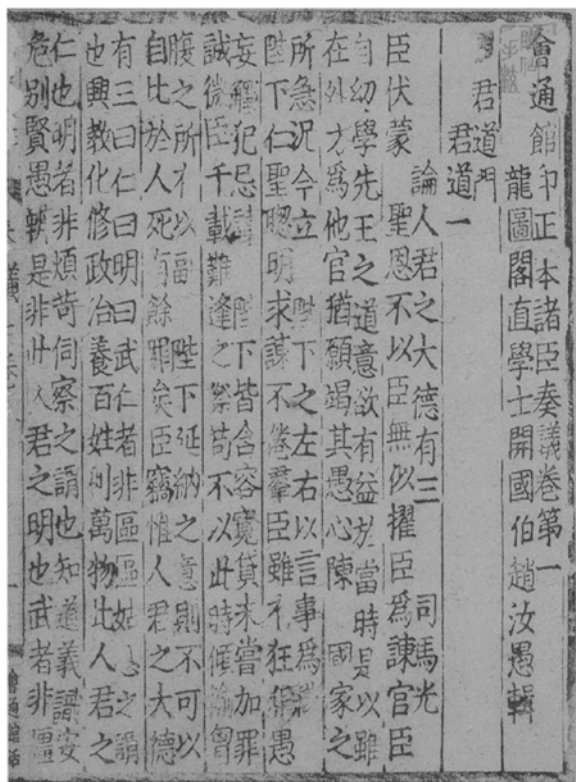 會通館印正本諸臣奏議卷第一
龍圖閣直學士開國伯趙汝愚輯
君道門
君道一
論人君之大德有三 司馬光
臣伏蒙 聖恩不以臣無似擢臣爲諫官臣
自幼學先王之道意欲有益於當時是以雖
在外才爲他官猶願竭其愚心陳 國家之
所急況今立 陛下之左右以言事爲職
陛下仁聖聰明求諫不倦羣臣雖有狂狷愚
妄觸犯忌諱 陛下皆含容寬貸未嘗加罪
誠微臣千載難逢之際苟不以此時傾輸胷
腹之所有以副 陛下延納之意則不可以
自比於人死有餘罪矣臣竊惟人君之大德
有三曰仁曰明曰武仁者非區區姑息之謂
也興教化修政治養百姓利萬物此人君之
仁也明者非煩苛伺察之謂也知道義識安
危別賢愚辨是非此人君之明也武者非彊